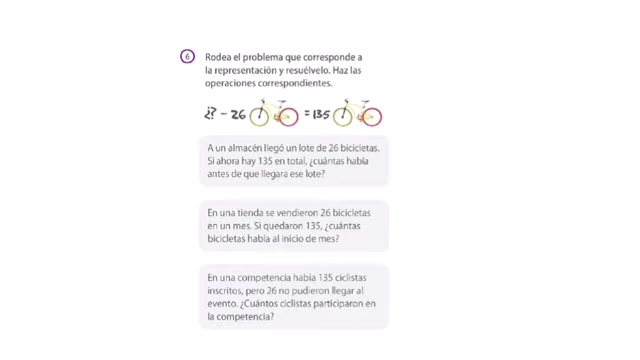 6 Rodea el problema que corresponde a
la representación y resuélvelo. Haz las
operaciones correspondientes.
¿? - 26 = 135
A un almacén llegó un lote de 26 bicicletas.
Si ahora hay 135 en total, ¿cuántas había
antes de que llegara ese lote?
En una tienda se vendieron 26 bicicletas
en un mes. Si quedaron 135, ¿cuántas
bicicletas había al inicio de mes?
En una competencia había 135 ciclistas
inscritos, pero 26 no pudieron llegar al
evento. ¿Cuántos ciclistas participaron en
la competencia?